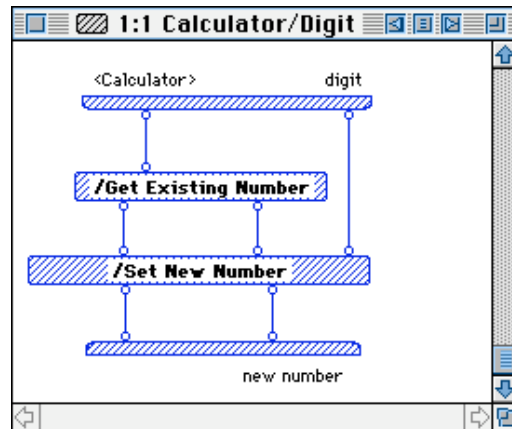 1:1 Calculator/Digit
<Calculator> digit
/Get Existing Number
/Set New Number
new number